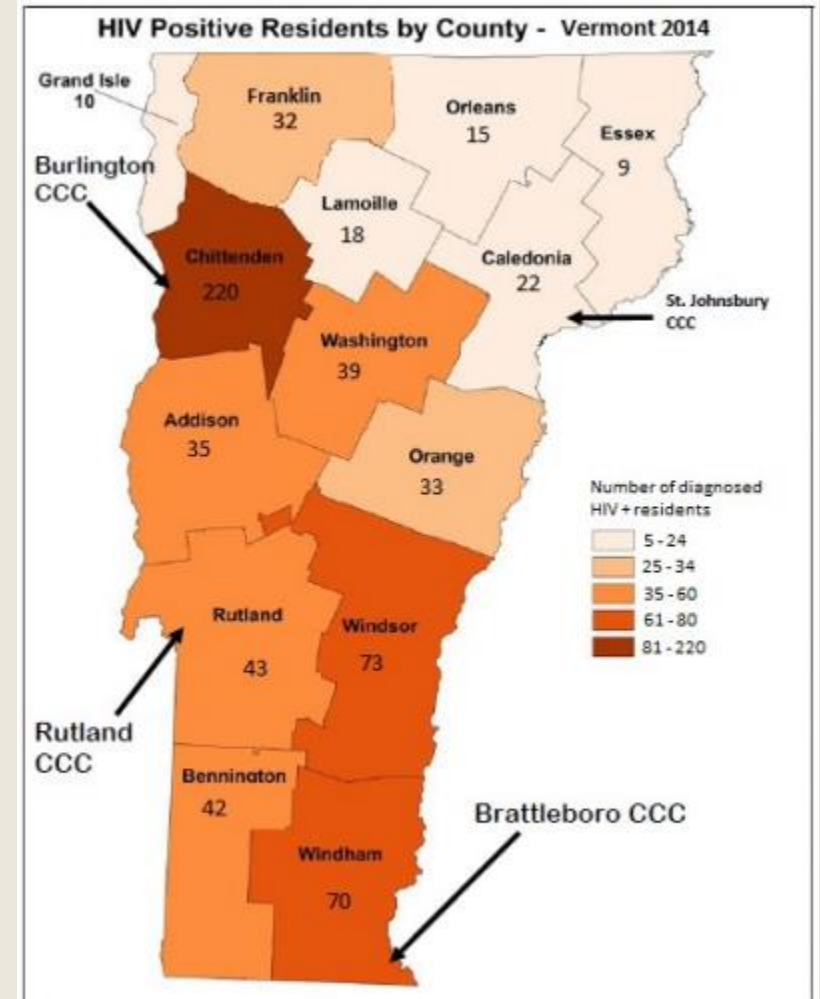 HIV Positive Residents by County - Vermont 2014
Grand Isle
10
Franklin
32
Orleans
15
Essex
9
Burlington
CCC
Lamoille
18
Chittenden
220
Caledonia
22
St. Johnsbury
CCC
Washington
39
Addison
35
Orange
33
Number of diagnosed
HIV + residents
5 - 24
25 - 34
35 - 60
61 - 80
81 - 220
Rutland
43
Windsor
73
Rutland
CCC
Bennington
42
Brattleboro CCC
Windham
70